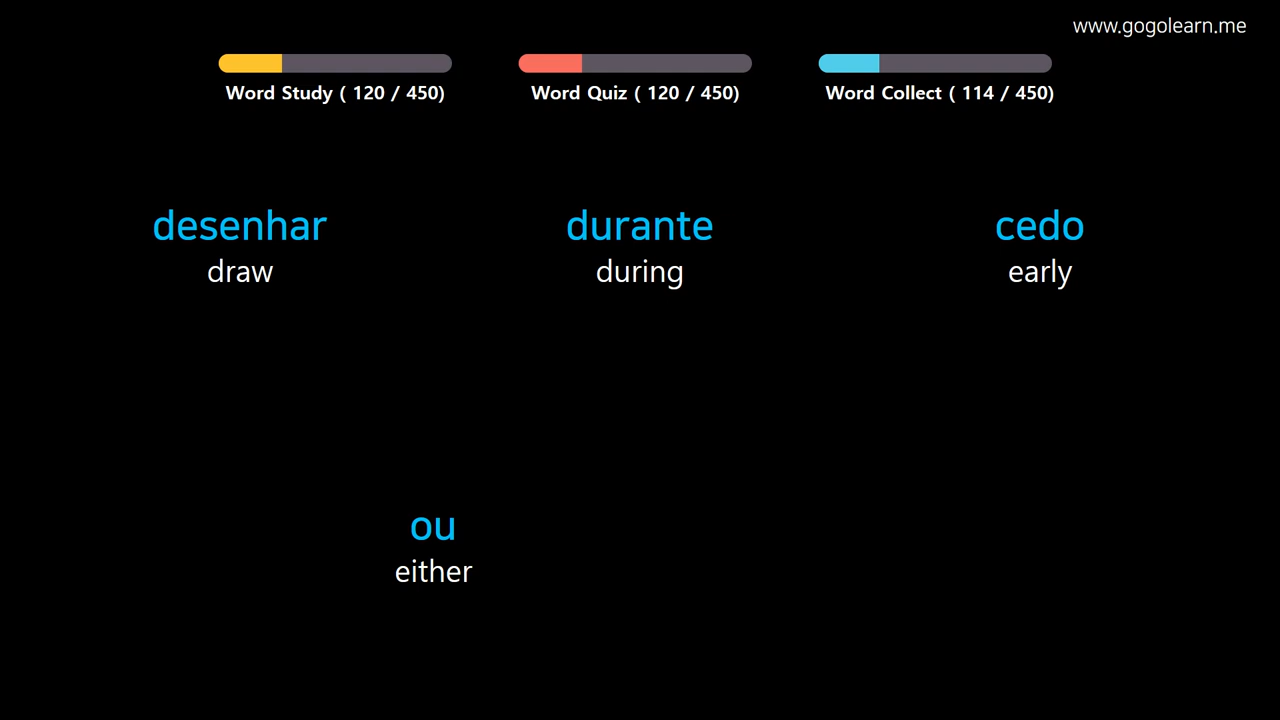 www.gogolearn.me
Word Study ( 120 / 450)
Word Quiz ( 120 / 450)
Word Collect ( 114 / 450)
desenhar
draw
durante
during
cedo
early
ou
either